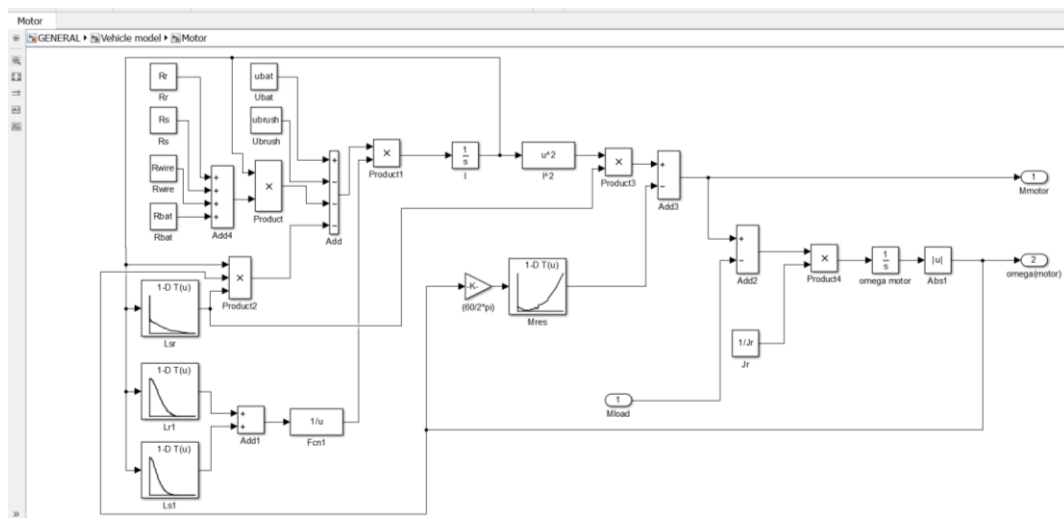 Motor
GENERAL ▸ Vehicle model ▸ Motor
Rr
Rr
Rs
Rs
Rwire
Rwire
Rbat
Rbat
ubat
Ubat
ubrush
Ubrush
+
+
+
+
Add4
×
Product
+
−
−
−
Add
×
Product1
×
Product2
1
s
I
u^2
I^2
×
Product3
+
−
Add3
1
Mmotor
1-D T(u)
Lsr
1-D T(u)
Lr1
1-D T(u)
Ls1
+
+
Add1
1/u
Fcn1
-K-
(60/2*pi)
1-D T(u)
Mres
+
−
Add2
×
Product4
1
s
omega motor
|u|
Abs1
2
omega(motor)
1/Jr
Jr
1
Mload